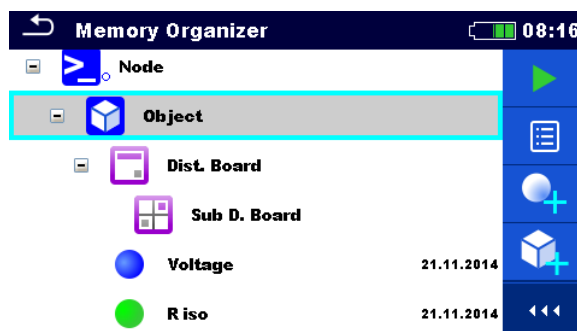 Memory Organizer 08:16
Node
Object
Dist. Board
Sub D. Board
Voltage 21.11.2014
R iso 21.11.2014